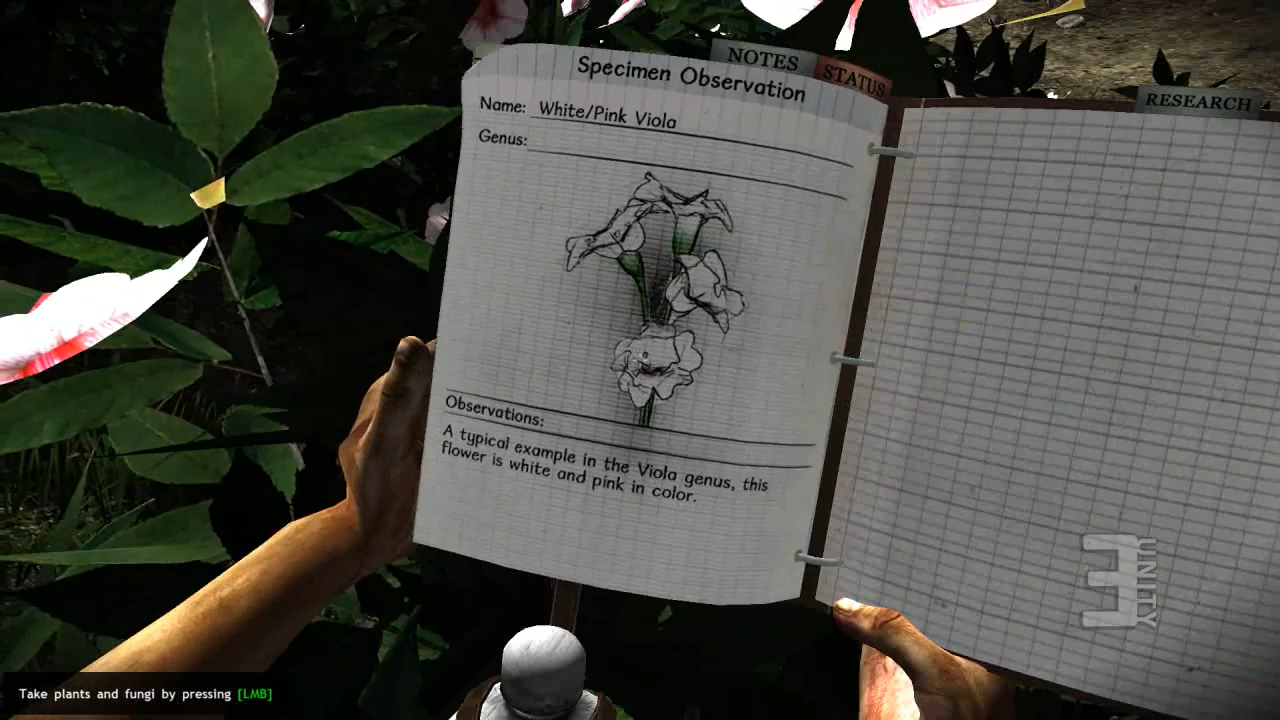 NOTES
STATUS
RESEARCH
Specimen Observation
Name: White/Pink Viola
Genus:
Observations:
A typical example in the Viola genus, this
flower is white and pink in color.
UNITY
Take plants and fungi by pressing [LMB]